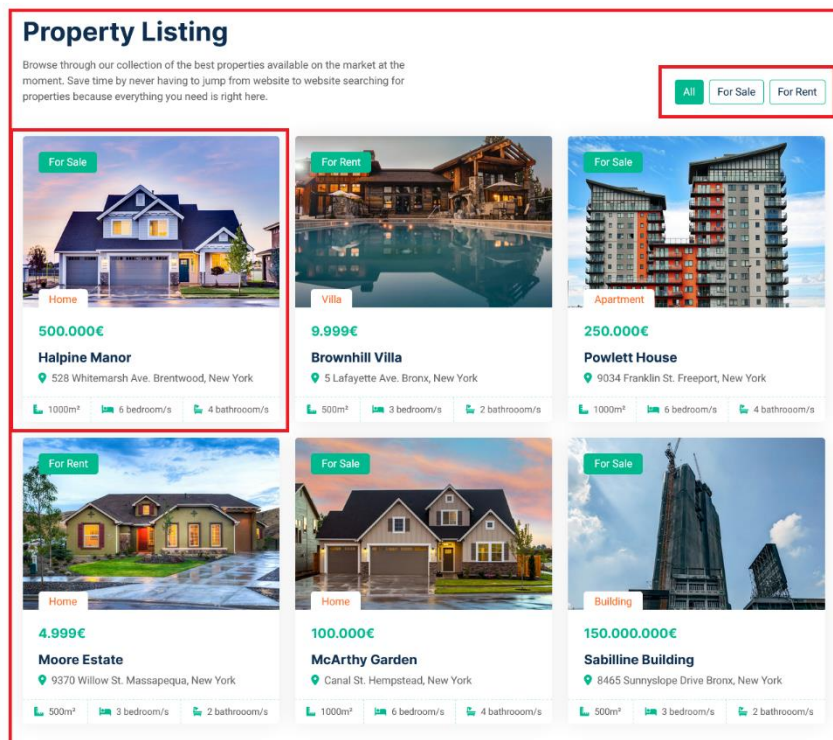 Property Listing
Browse through our collection of the best properties available on the market at the
moment. Save time by never having to jump from website to website searching for
properties because everything you need is right here.
All For Sale For Rent
For Sale
Home
500.000€
Halpine Manor
528 Whitemarsh Ave. Brentwood, New York
1000m² 6 bedroom/s 4 bathrooom/s
For Rent
Villa
9.999€
Brownhill Villa
5 Lafayette Ave. Bronx, New York
500m² 3 bedroom/s 2 bathrooom/s
For Sale
Apartment
250.000€
Powlett House
9034 Franklin St. Freeport, New York
1000m² 6 bedroom/s 4 bathrooom/s
For Rent
Home
4.999€
Moore Estate
9370 Willow St. Massapequa, New York
500m² 3 bedroom/s 2 bathrooom/s
For Sale
Home
100.000€
McArthy Garden
Canal St. Hempstead, New York
1000m² 6 bedroom/s 4 bathrooom/s
For Sale
Building
150.000.000€
Sabilline Building
8465 Sunnyslope Drive Bronx, New York
500m² 3 bedroom/s 2 bathrooom/s